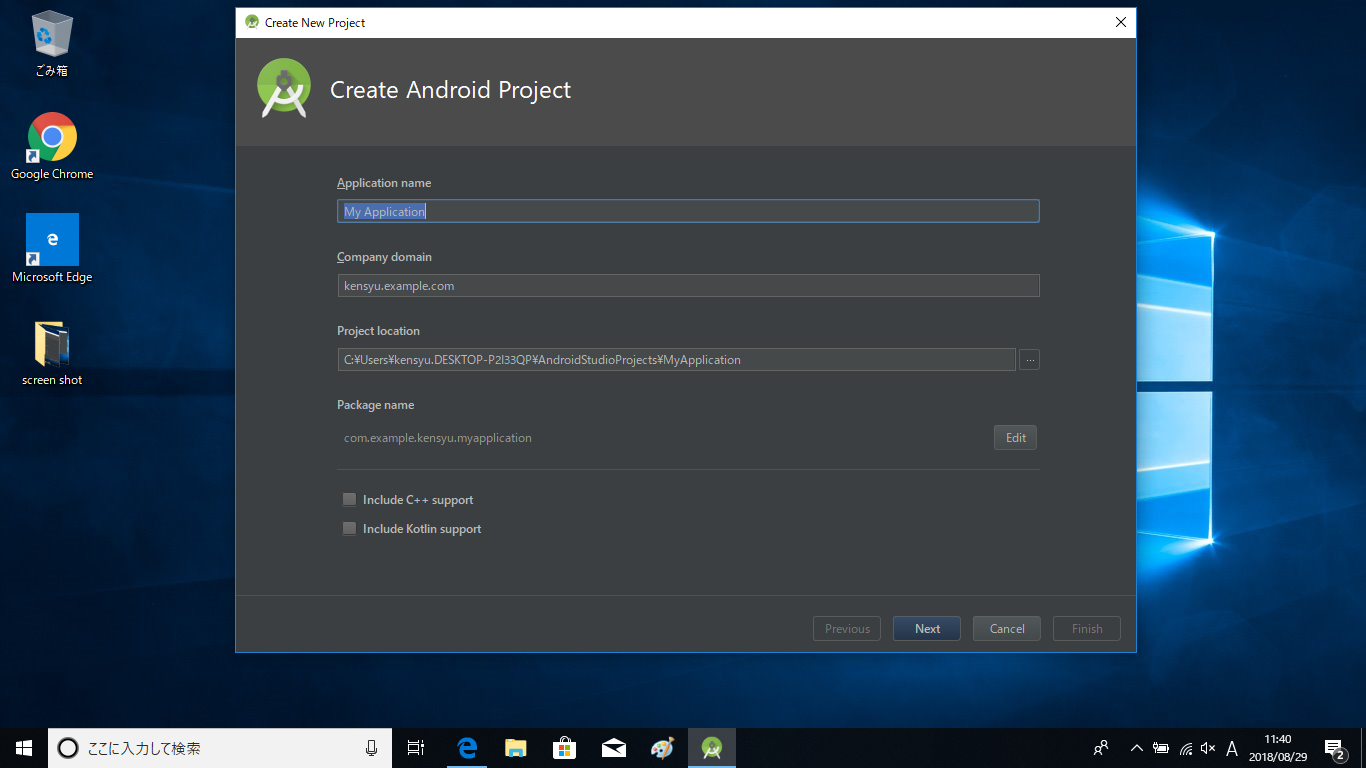 ごみ箱
Google Chrome
Microsoft Edge
screen shot
Create New Project
Create Android Project
Application name
My Application
Company domain
kensyu.example.com
Project location
C:¥Users¥kensyu.DESKTOP-P2I33QP¥AndroidStudioProjects¥MyApplication
...
Package name
com.example.kensyu.myapplication
Edit
Include C++ support
Include Kotlin support
Previous
Next
Cancel
Finish
ここに入力して検索
A
11:40
2018/08/29
2